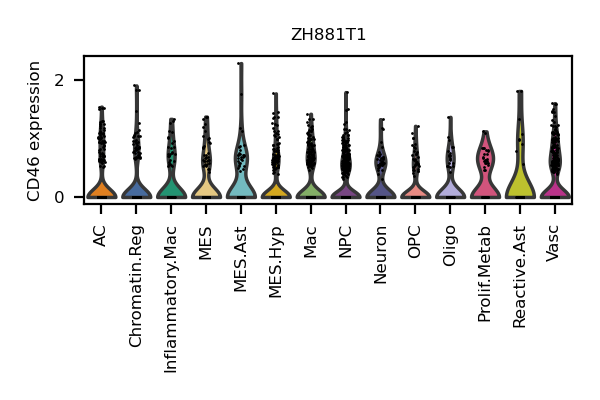 ZH881T1
CD46 expression
2
0
AC
Chromatin.Reg
Inflammatory.Mac
MES
MES.Ast
MES.Hyp
Mac
NPC
Neuron
OPC
Oligo
Prolif.Metab
Reactive.Ast
Vasc